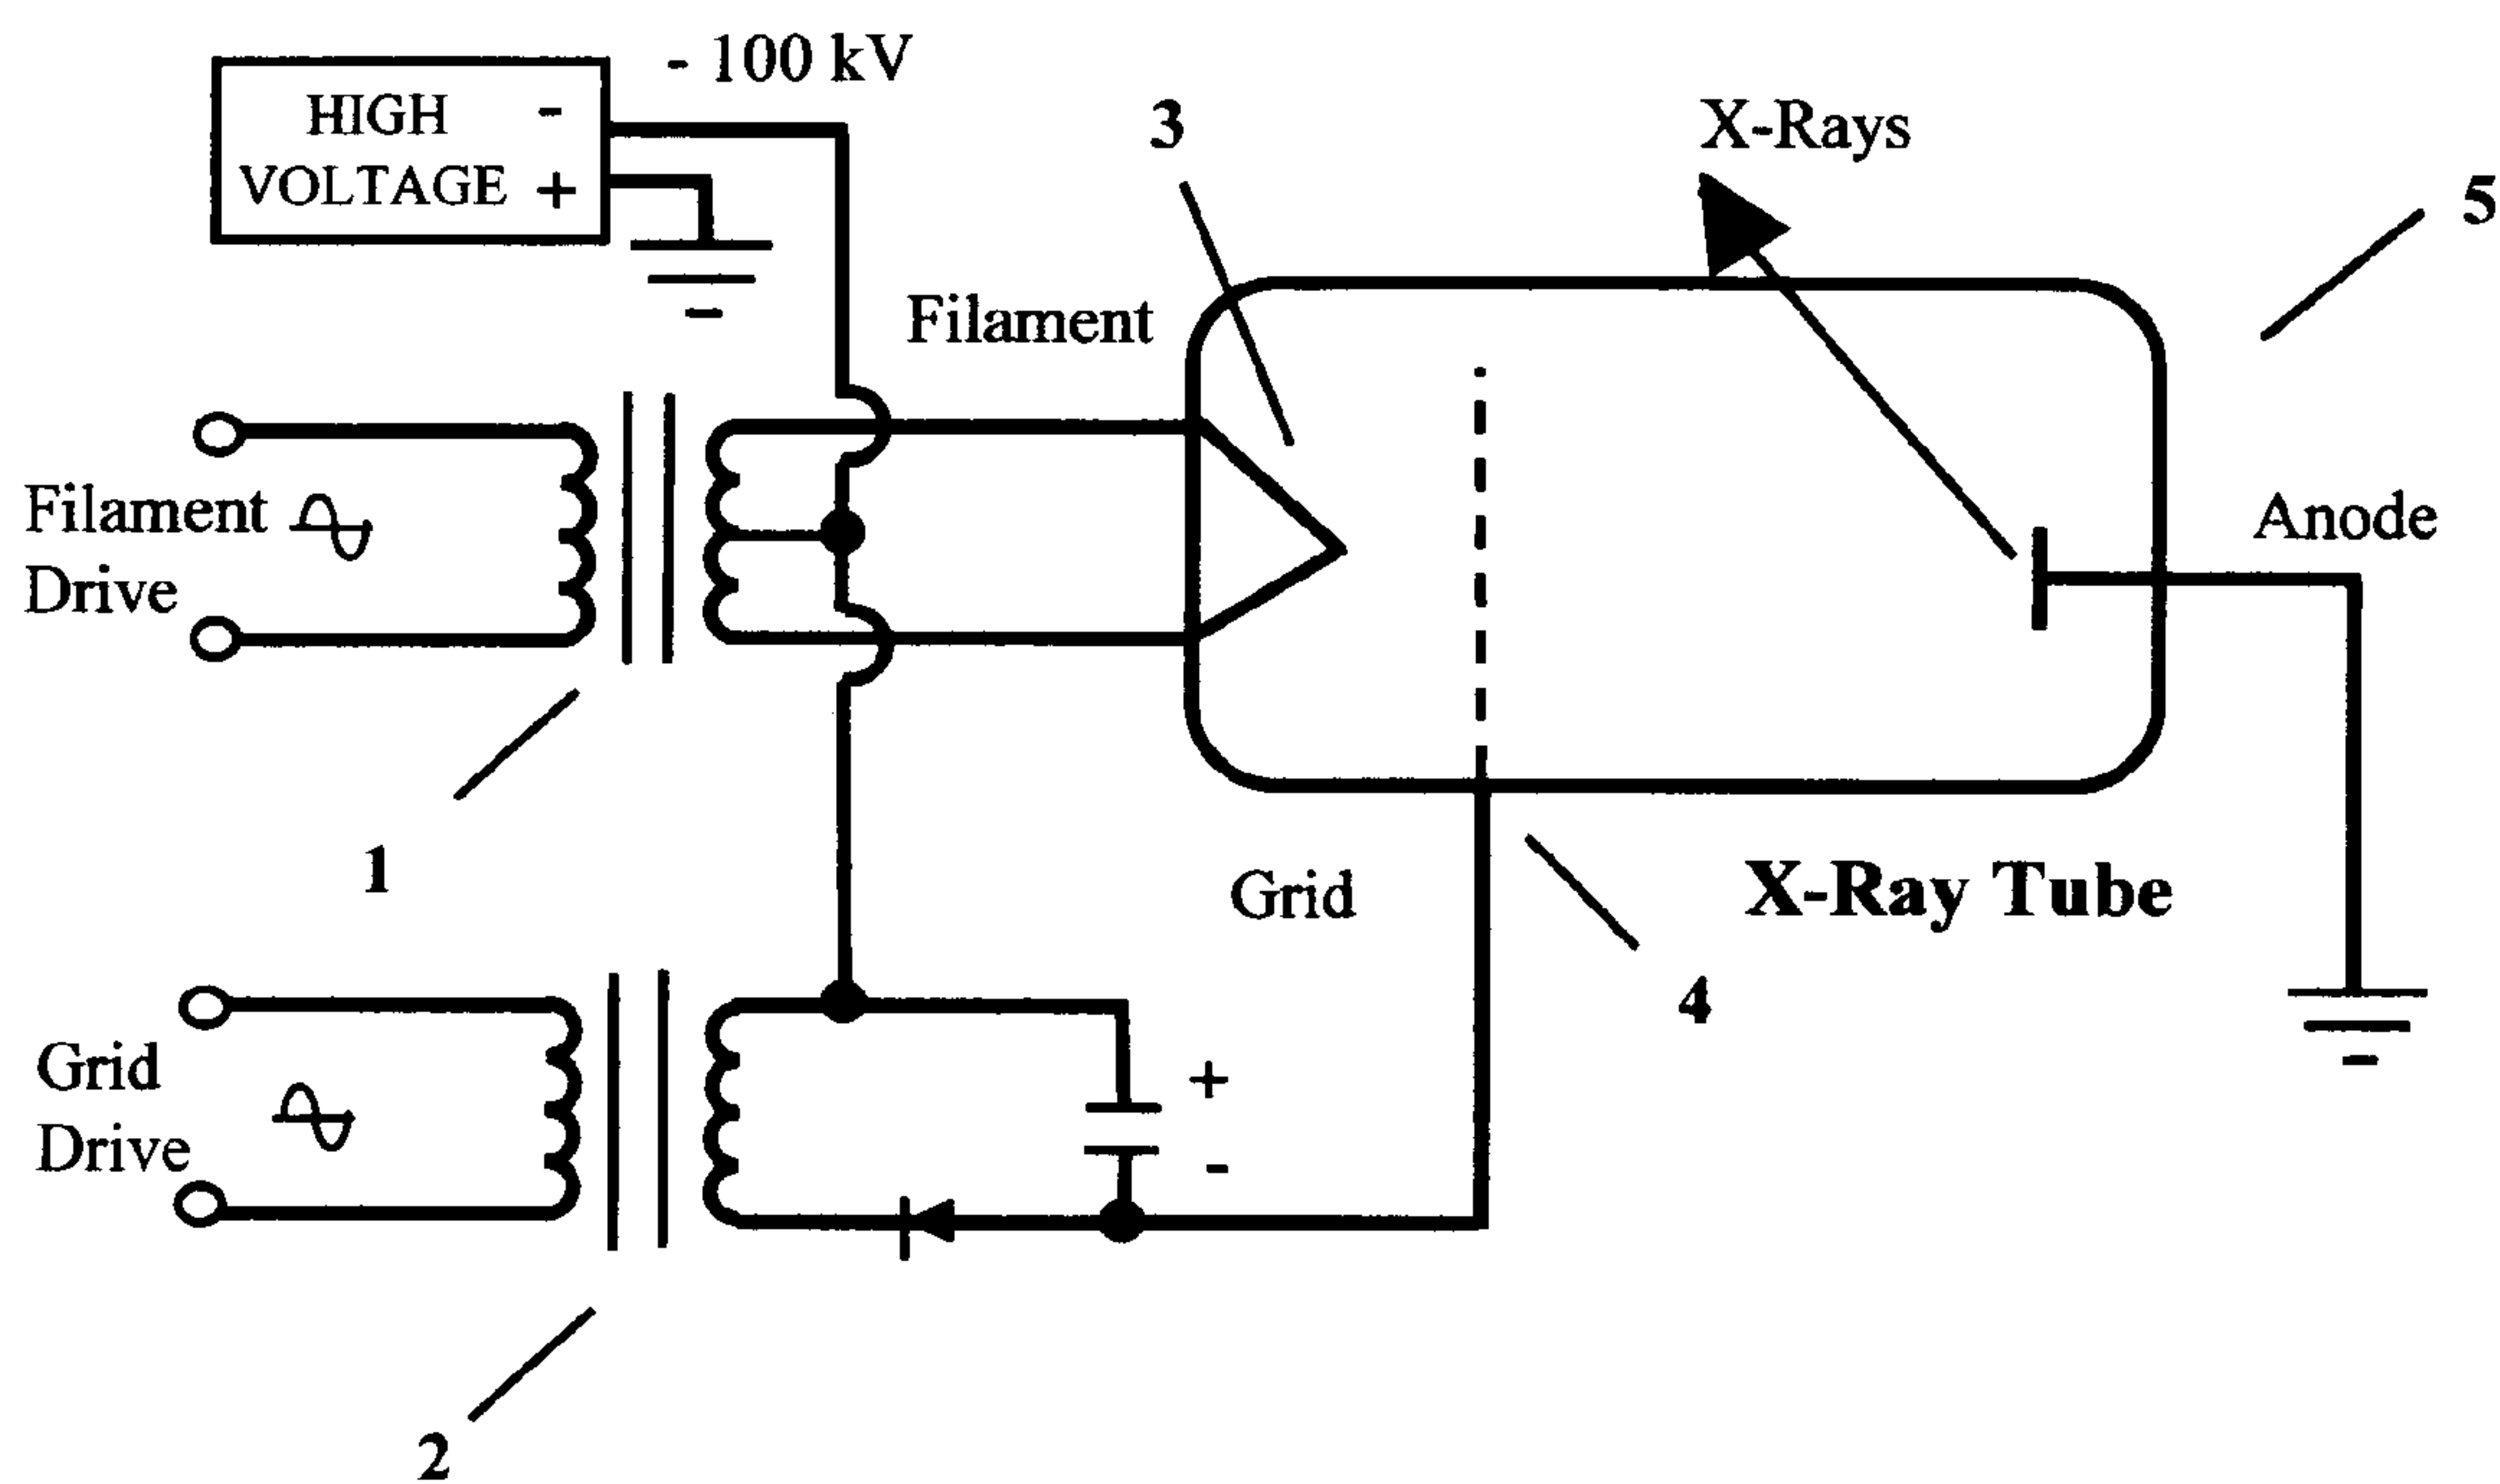 - 100 kV
HIGH -
VOLTAGE +
3
X-Rays
5
Filament
Filament
Drive
Anode
1
Grid
X-Ray Tube
4
Grid
Drive
+
-
2